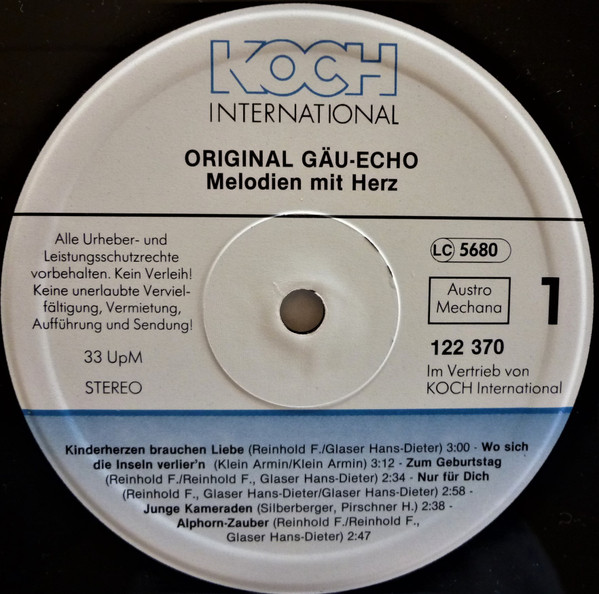 KOCH
INTERNATIONAL
ORIGINAL GÄU-ECHO
Melodien mit Herz
Alle Urheber- und
Leistungsschutzrechte
vorbehalten. Kein Verleih!
Keine unerlaubte Verviel-
fältigung, Vermietung,
Aufführung und Sendung!
33 UpM
STEREO
LC 5680
Austro
Mechana
1
122 370
Im Vertrieb von
KOCH International
Kinderherzen brauchen Liebe (Reinhold F./Glaser Hans-Dieter) 3:00 - Wo sich
die Inseln verlier'n (Klein Armin/Klein Armin) 3:12 - Zum Geburtstag
(Reinhold F./Reinhold F., Glaser Hans-Dieter) 2:34 - Nur für Dich
(Reinhold F., Glaser Hans-Dieter/Glaser Hans-Dieter) 2:58 -
Junge Kameraden (Silberberger, Pirschner H.) 2:38 -
Alphorn-Zauber (Reinhold F./Reinhold F.,
Glaser Hans-Dieter) 2:47